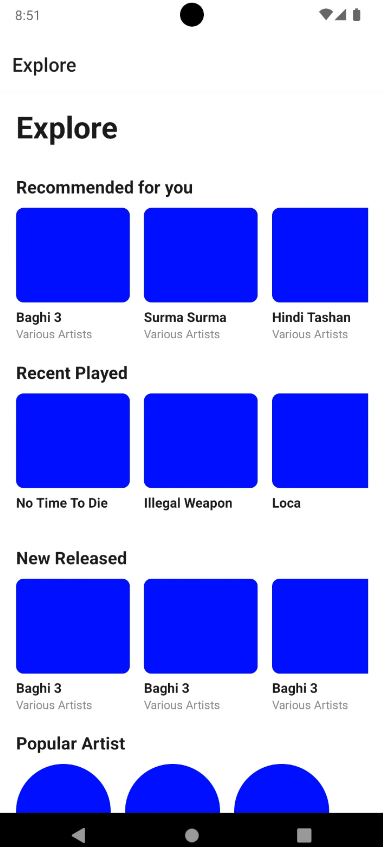 8:51
Explore
Explore
Recommended for you
Baghi 3 Surma Surma Hindi Tashan
Various Artists Various Artists Various Artists
Recent Played
No Time To Die Illegal Weapon Loca
New Released
Baghi 3 Baghi 3 Baghi 3
Various Artists Various Artists Various Artists
Popular Artist